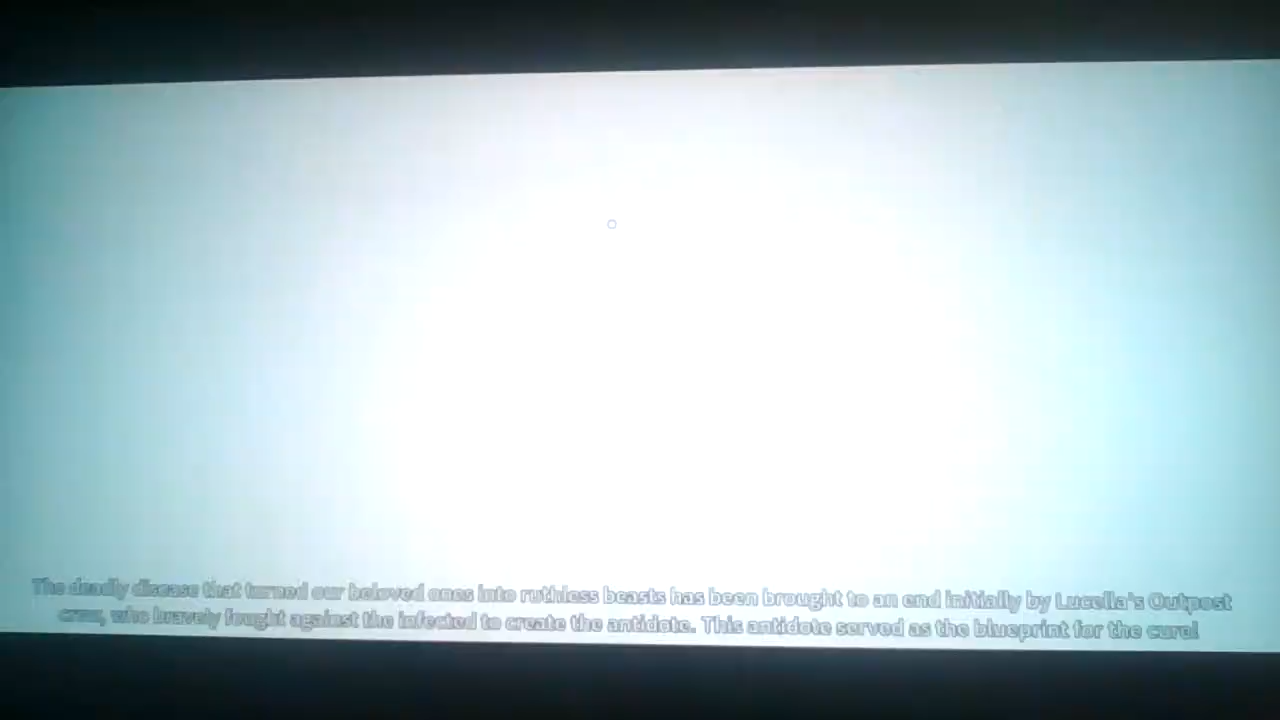 The deadly disease that turned our beloved ones into ruthless beasts has been brought to an end initially by Lucella's Outpost
crew, who bravely fought against the infected to create the antidote. This antidote served as the blueprint for the cure!